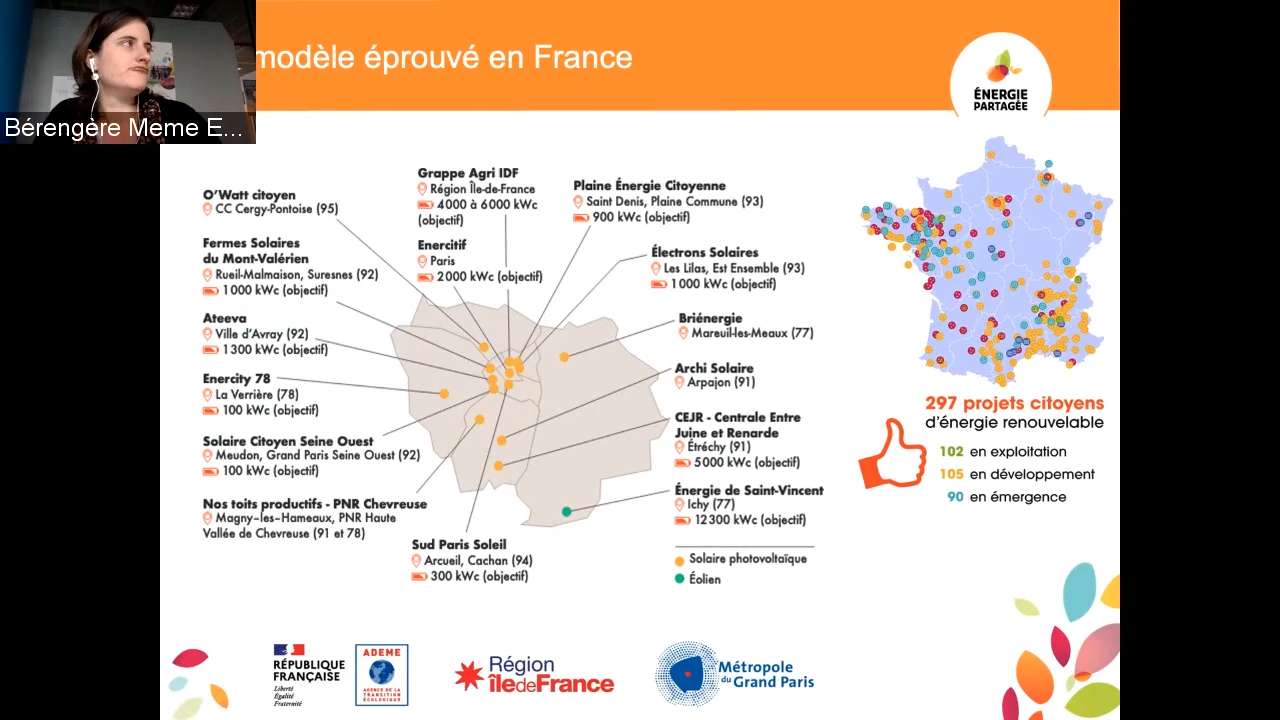 modèle éprouvé en France
Bérengère Meme E...
ÉNERGIE
PARTAGÉE
O'Watt citoyen
CC Cergy-Pontoise (95)
Fermes Solaires
du Mont-Valérien
Rueil-Malmaison, Suresnes (92)
1 000 kWc (objectif)
Ateeva
Ville d'Avray (92)
1 300 kWc (objectif)
Enercity 78
La Verrière (78)
100 kWc (objectif)
Solaire Citoyen Seine Ouest
Meudon, Grand Paris Seine Ouest (92)
100 kWc (objectif)
Nos toits productifs - PNR Chevreuse
Magny-les-Hameaux, PNR Haute
Vallée de Chevreuse (91 et 78)
Grappe Agri IDF
Région Île-de-France
4000 à 6000 kWc
(objectif)
Enercitif
Paris
2 000 kWc (objectif)
Sud Paris Soleil
Arcueil, Cachan (94)
300 kWc (objectif)
Plaine Énergie Citoyenne
Saint Denis, Plaine Commune (93)
900 kWc (objectif)
Électrons Solaires
Les Lilas, Est Ensemble (93)
1 000 kWc (objectif)
Briénergie
Mareuil-les-Meaux (77)
Archi Solaire
Arpajon (91)
CEJR - Centrale Entre
Juine et Renarde
Étréchy (91)
5000 kWc (objectif)
Énergie de Saint-Vincent
Ichy (77)
12 300 kWc (objectif)
Solaire photovoltaïque
Éolien
297 projets citoyens
d'énergie renouvelable
102 en exploitation
105 en développement
90 en émergence
RÉPUBLIQUE
FRANÇAISE
Liberté
Égalité
Fraternité
ADEME
AGENCE DE LA
TRANSITION
ÉCOLOGIQUE
Région
îledeFrance
Métropole
du Grand Paris